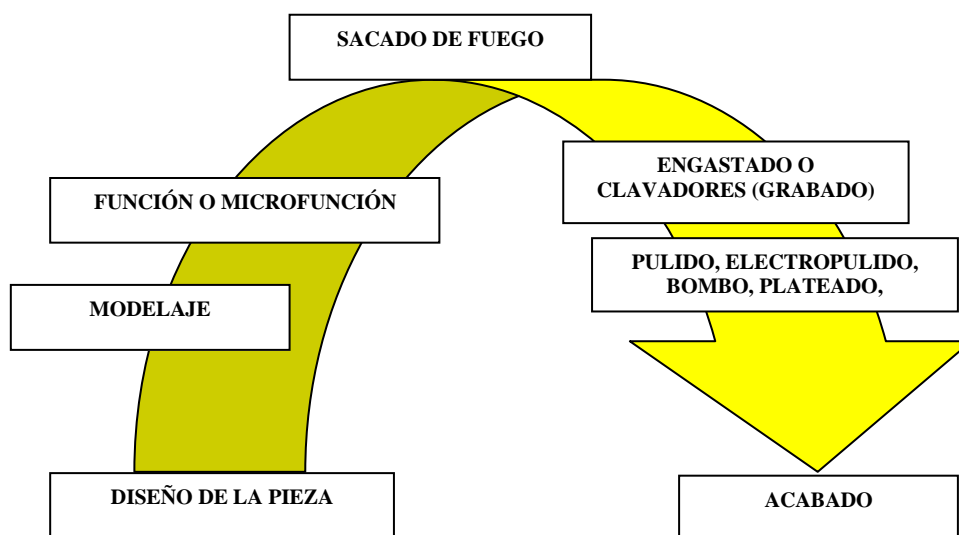 SACADO DE FUEGO
ENGASTADO O
CLAVADORES (GRABADO)
FUNCIÓN O MICROFUNCIÓN
PULIDO, ELECTROPULIDO,
BOMBO, PLATEADO,
MODELAJE
DISEÑO DE LA PIEZA
ACABADO